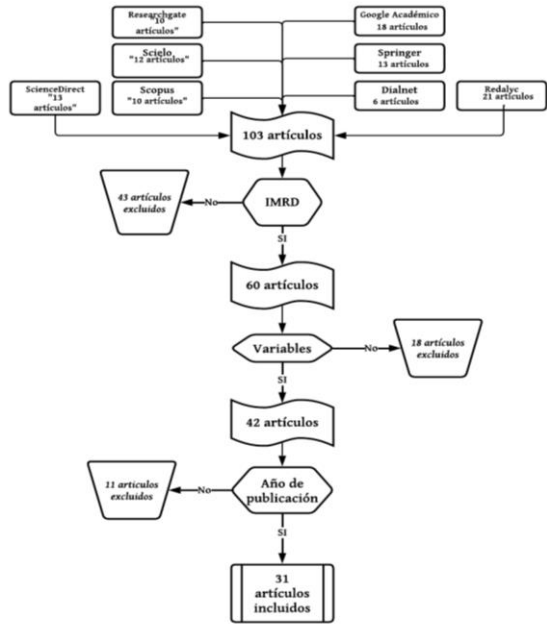 Researchgate
"10
artículos"
Google Académico
18 artículos
Scielo
"12 artículos"
Springer
13 artículos
ScienceDirect
"13
artículos"
Scopus
"10 artículos"
Dialnet
6 artículos
Redalyc
21 artículos
103 artículos
43 artículos
excluidos
No
IMRD
SI
60 artículos
Variables
No
18 artículos
excluidos
SI
42 artículos
11 artículos
excluidos
No
Año de
publicación
SI
31
artículos
incluidos